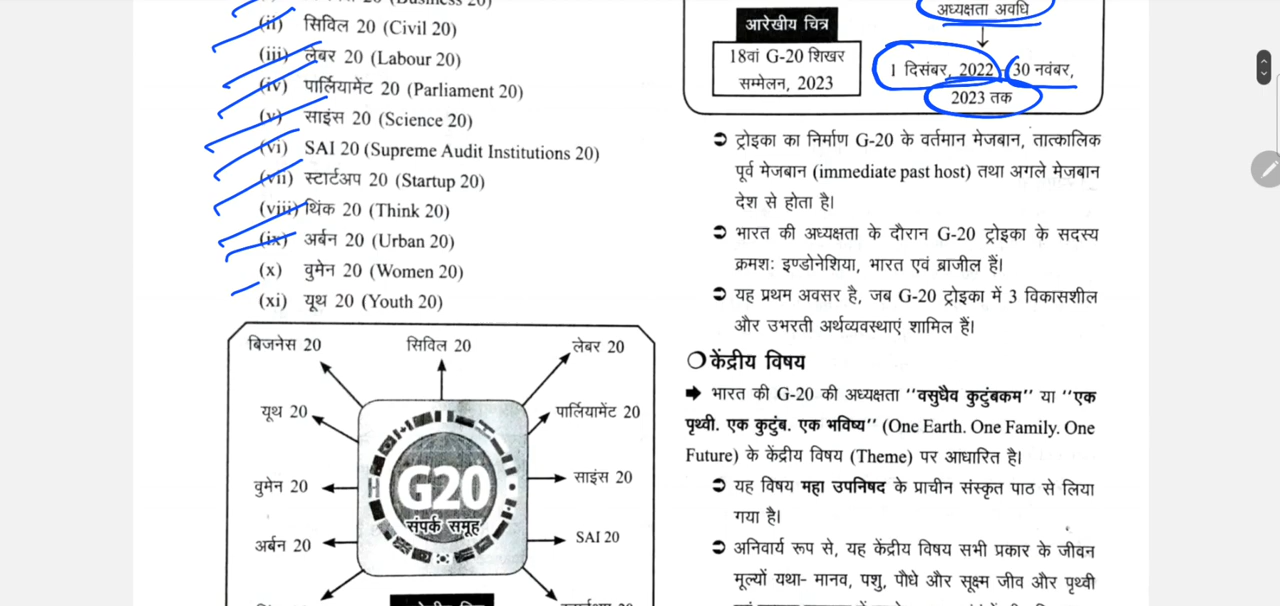 (ii) सिविल 20 (Civil 20)
(iii) लेबर 20 (Labour 20)
(iv) पार्लियामेंट 20 (Parliament 20)
(v) साइंस 20 (Science 20)
(vi) SAI 20 (Supreme Audit Institutions 20)
(vii) स्टार्टअप 20 (Startup 20)
(viii) थिंक 20 (Think 20)
(ix) अर्बन 20 (Urban 20)
(x) वुमेन 20 (Women 20)
(xi) यूथ 20 (Youth 20)
बिजनेस 20
सिविल 20
लेबर 20
यूथ 20
पार्लियामेंट 20
वुमेन 20
साइंस 20
अर्बन 20
SAI 20
G20
संपर्क समूह
अध्यक्षता अवधि
आरेखीय चित्र
18वां G-20 शिखर
सम्मेलन, 2023
1 दिसंबर, 2022 - 30 नवंबर,
2023 तक
ट्रोइका का निर्माण G-20 के वर्तमान मेजबान, तात्कालिक
पूर्व मेजबान (immediate past host) तथा अगले मेजबान
देश से होता है।
भारत की अध्यक्षता के दौरान G-20 ट्रोइका के सदस्य
क्रमशः इण्डोनेशिया, भारत एवं ब्राजील हैं।
यह प्रथम अवसर है, जब G-20 ट्रोइका में 3 विकासशील
और उभरती अर्थव्यवस्थाएं शामिल हैं।
केंद्रीय विषय
भारत की G-20 की अध्यक्षता ''वसुधैव कुटुंबकम'' या ''एक
पृथ्वी. एक कुटुंब. एक भविष्य'' (One Earth. One Family. One
Future) के केंद्रीय विषय (Theme) पर आधारित है।
यह विषय महा उपनिषद के प्राचीन संस्कृत पाठ से लिया
गया है।
अनिवार्य रूप से, यह केंद्रीय विषय सभी प्रकार के जीवन
मूल्यों यथा- मानव, पशु, पौधे और सूक्ष्म जीव और पृथ्वी